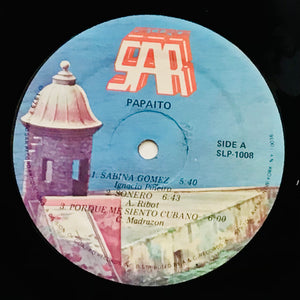 SAR
PAPAITO
SIDE A
SLP-1008
1. SABINA GOMEZ 5:40
Ignacio Piñeiro
2. SONERO 6:43
A. Ribot
3. PORQUE ME SIENTO CUBANO 6:00
C. Madrazon